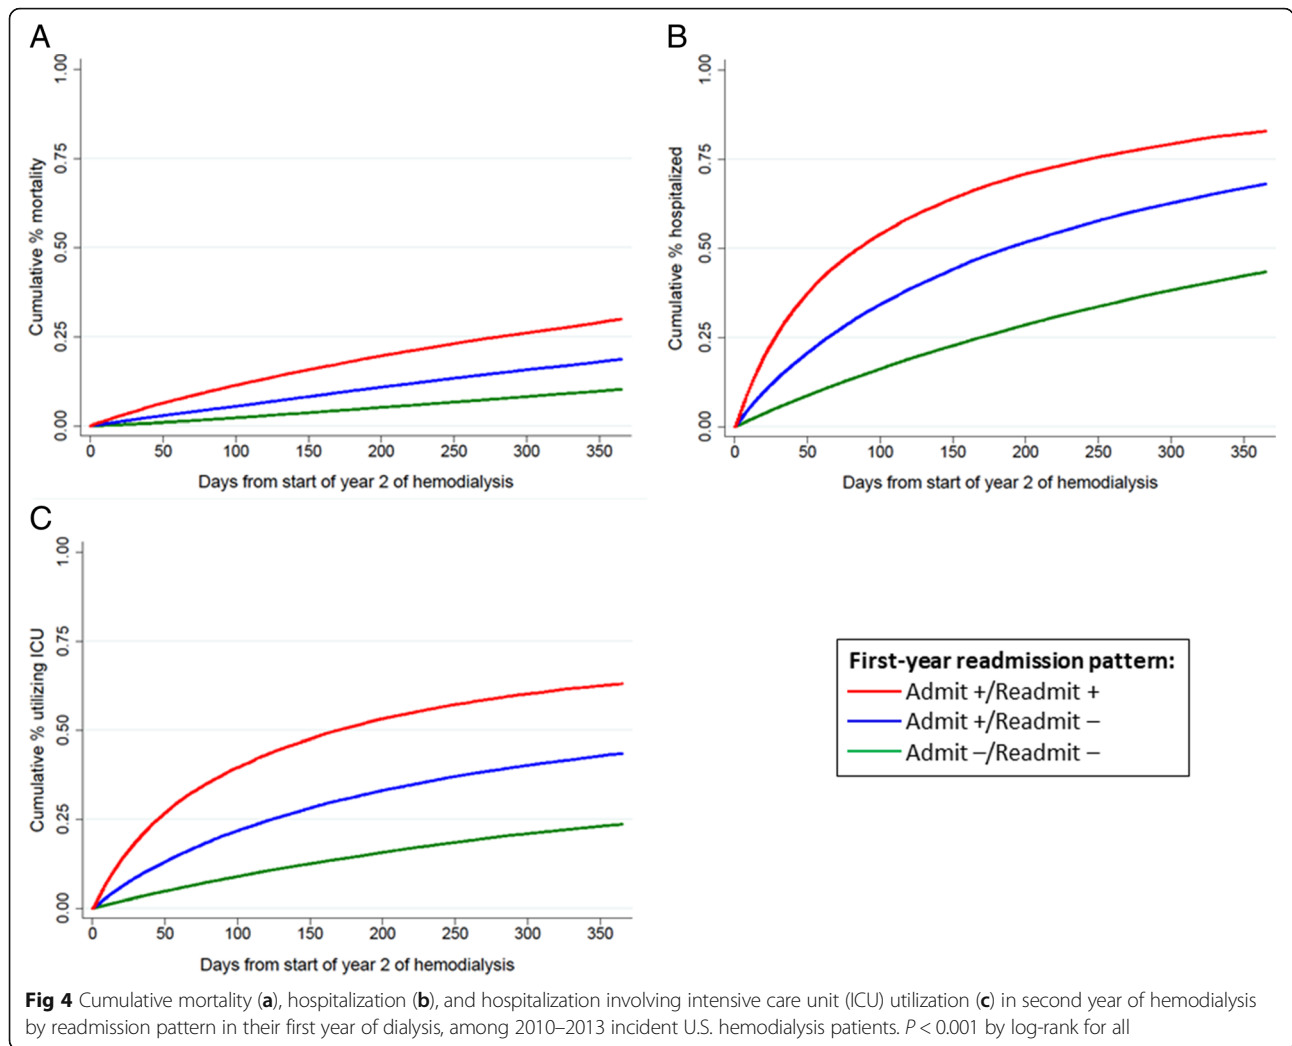 A
Cumulative % mortality
1.00
0.75
0.50
0.25
0.00
0 50 100 150 200 250 300 350
Days from start of year 2 of hemodialysis
B
Cumulative % hospitalized
1.00
0.75
0.50
0.25
0.00
0 50 100 150 200 250 300 350
Days from start of year 2 of hemodialysis
C
Cumulative % utilizing ICU
1.00
0.75
0.50
0.25
0.00
0 50 100 150 200 250 300 350
Days from start of year 2 of hemodialysis
First-year readmission pattern:
Admit +/Readmit +
Admit +/Readmit –
Admit –/Readmit –
Fig 4 Cumulative mortality (a), hospitalization (b), and hospitalization involving intensive care unit (ICU) utilization (c) in second year of hemodialysis
by readmission pattern in their first year of dialysis, among 2010–2013 incident U.S. hemodialysis patients. P < 0.001 by log-rank for all